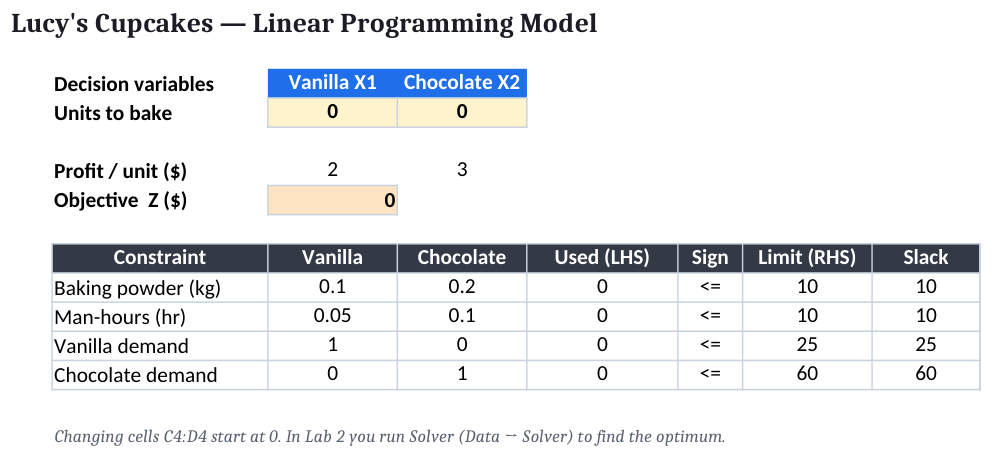 Lucy's Cupcakes — Linear Programming Model
Decision variables Vanilla X1 Chocolate X2
Units to bake 0 0
Profit / unit ($) 2 3
Objective  Z ($) 0
Constraint Vanilla Chocolate Used (LHS) Sign Limit (RHS) Slack
Baking powder (kg) 0.1 0.2 0 <= 10 10
Man-hours (hr) 0.05 0.1 0 <= 10 10
Vanilla demand 1 0 0 <= 25 25
Chocolate demand 0 1 0 <= 60 60
Changing cells C4:D4 start at 0. In Lab 2 you run Solver (Data → Solver) to find the optimum.